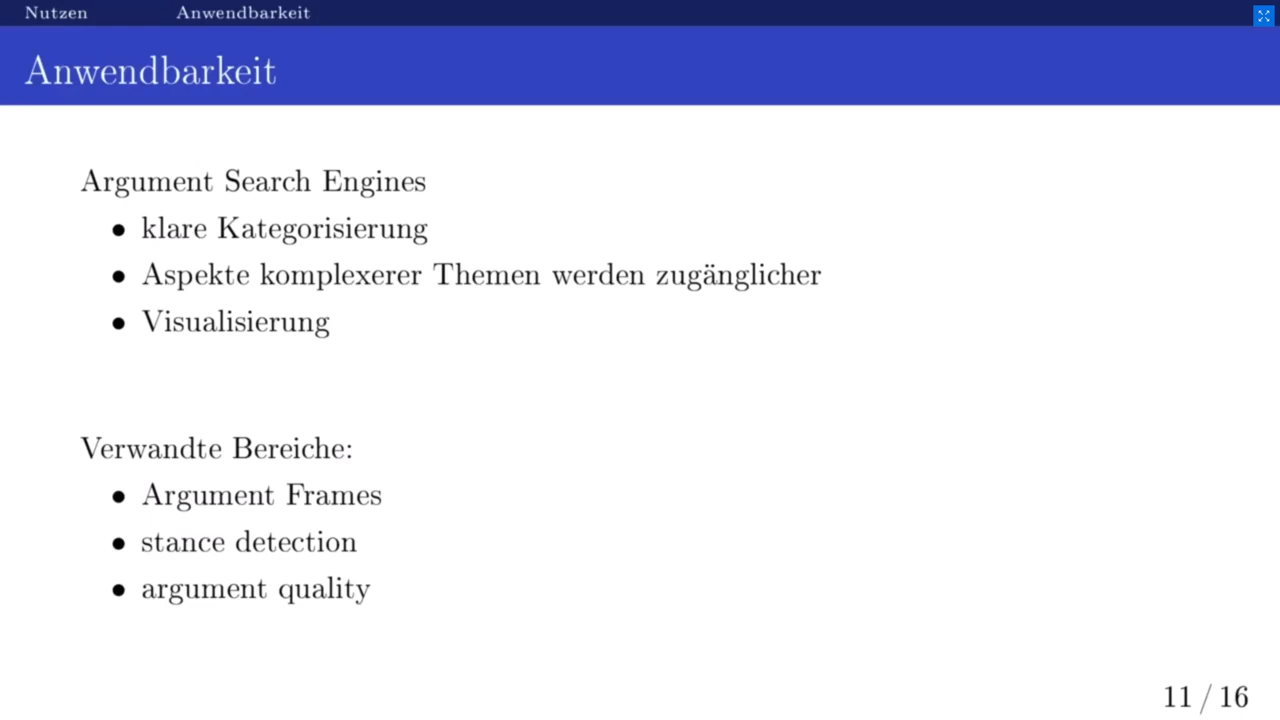 Nutzen Anwendbarkeit
Anwendbarkeit
Argument Search Engines
• klare Kategorisierung
• Aspekte komplexerer Themen werden zugänglicher
• Visualisierung
Verwandte Bereiche:
• Argument Frames
• stance detection
• argument quality
11 / 16